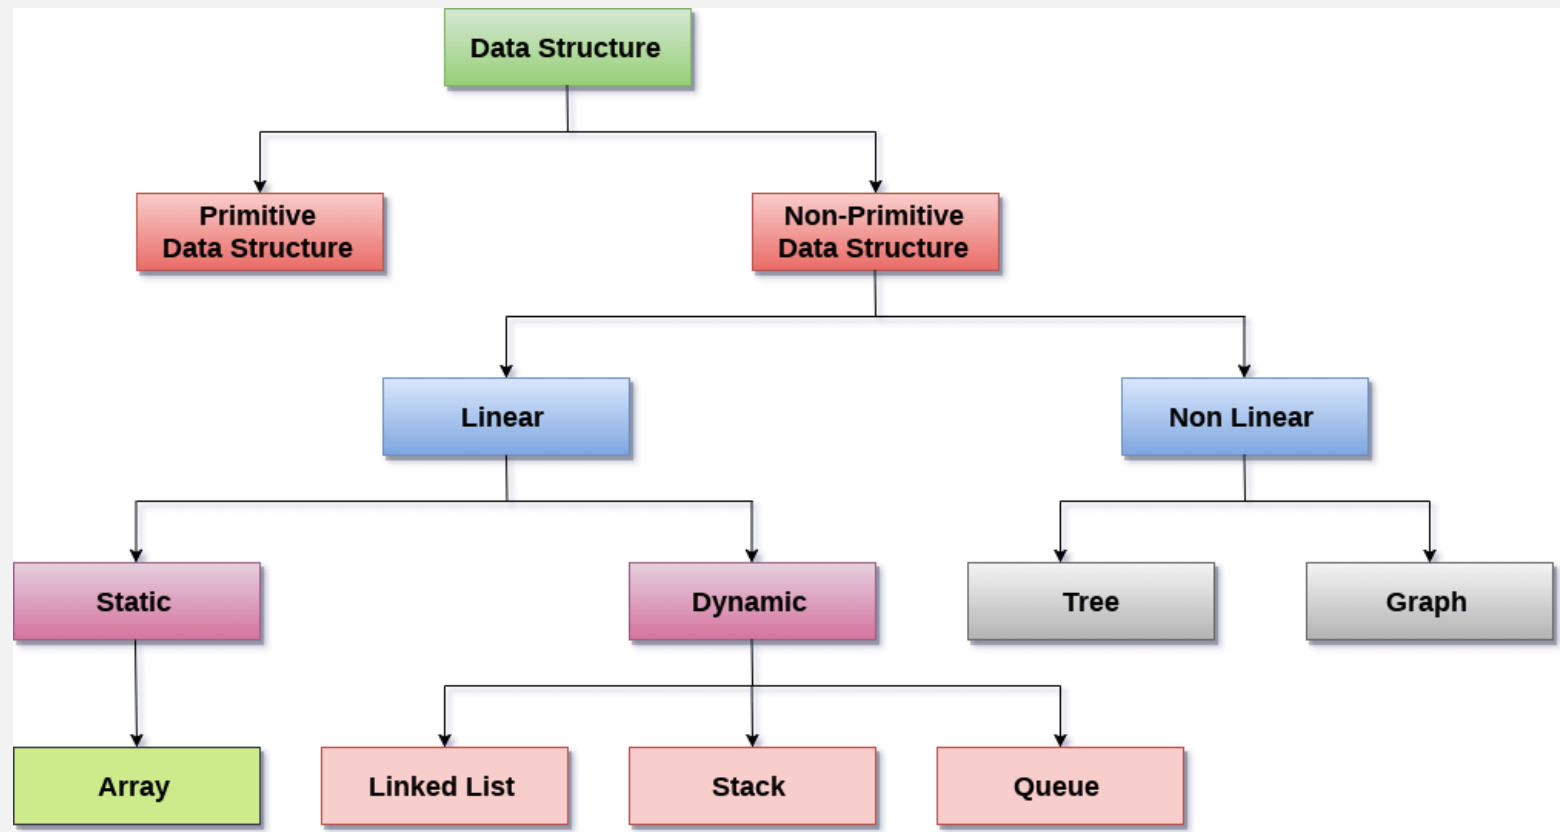 Data Structure
Primitive
Data Structure
Non-Primitive
Data Structure
Linear
Non Linear
Static
Dynamic
Tree
Graph
Array
Linked List
Stack
Queue